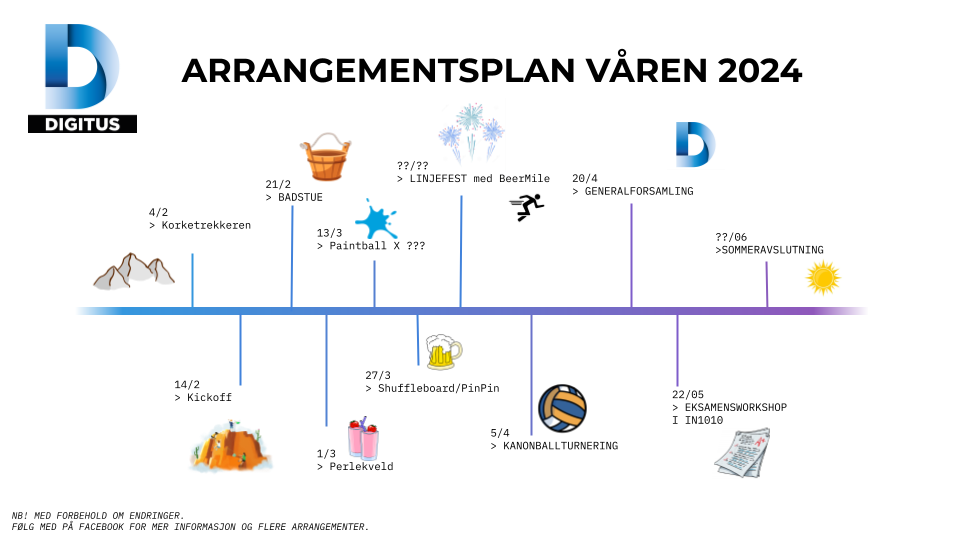 DIGITUS
ARRANGEMENTSPLAN VÅREN 2024
4/2
> Korketrekkeren
14/2
> Kickoff
21/2
> BADSTUE
1/3
> Perlekveld
13/3
> Paintball X ???
27/3
> Shuffleboard/PinPin
??/??
> LINJEFEST med BeerMile
5/4
> KANONBALLTURNERING
20/4
> GENERALFORSAMLING
22/05
> EKSAMENSWORKSHOP
I IN1010
??/06
>SOMMERAVSLUTNING
NB! MED FORBEHOLD OM ENDRINGER.
FØLG MED PÅ FACEBOOK FOR MER INFORMASJON OG FLERE ARRANGEMENTER.